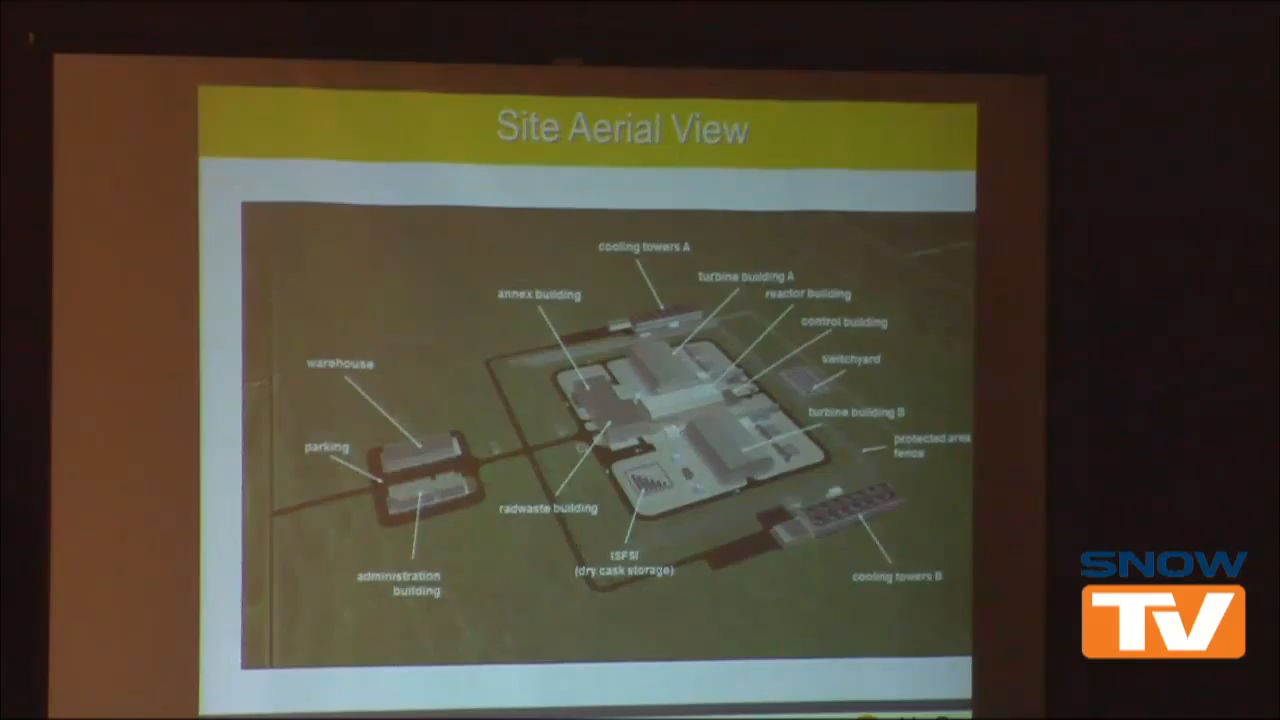 Site Aerial View
cooling towers A
turbine building A
annex building
reactor building
control building
switchyard
warehouse
turbine building B
protected area
fence
parking
radwaste building
ISFSI
(dry cask storage)
administration
building
cooling towers B
SNOW
TV